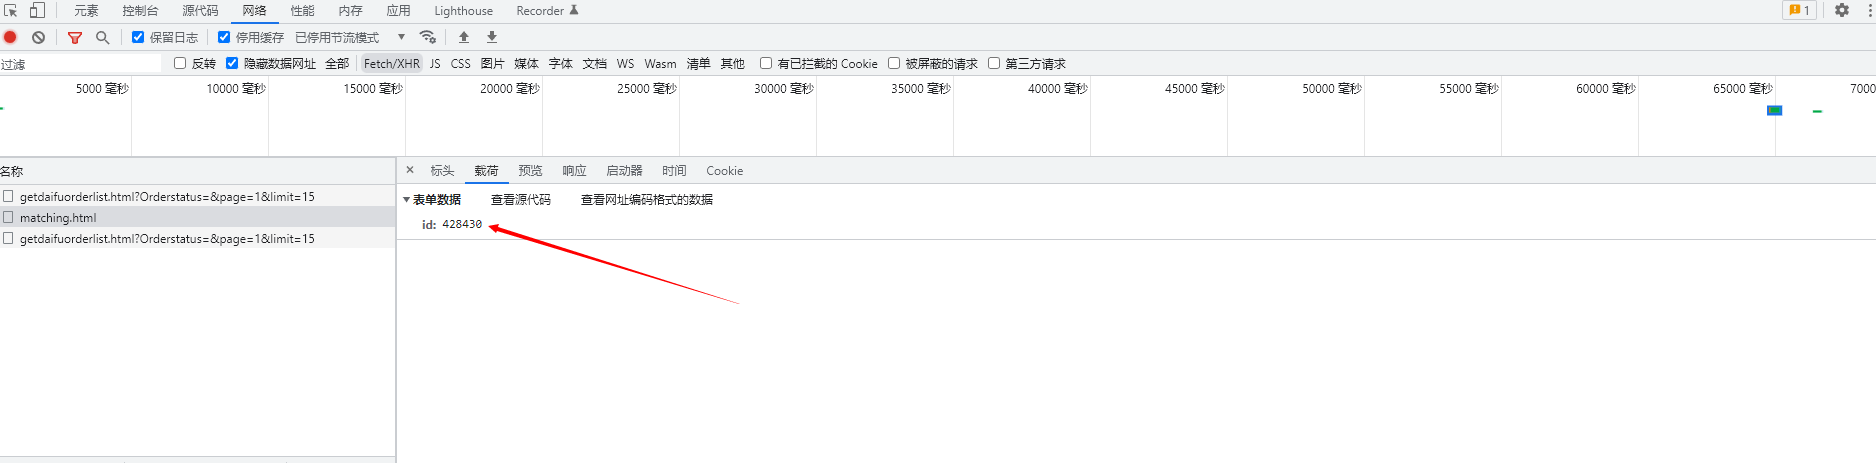 元素 控制台 源代码 网络 性能 内存 应用 Lighthouse Recorder 1
保留日志 停用缓存 已停用节流模式
过滤 反转 隐藏数据网址 全部 Fetch/XHR JS CSS 图片 媒体 字体 文档 WS Wasm 清单 其他 有已拦截的 Cookie 被屏蔽的请求 第三方请求
5000 毫秒 10000 毫秒 15000 毫秒 20000 毫秒 25000 毫秒 30000 毫秒 35000 毫秒 40000 毫秒 45000 毫秒 50000 毫秒 55000 毫秒 60000 毫秒 65000 毫秒 7000
名称
getdaifuorderlist.html?Orderstatus=&page=1&limit=15
matching.html
getdaifuorderlist.html?Orderstatus=&page=1&limit=15
× 标头 载荷 预览 响应 启动器 时间 Cookie
表单数据 查看源代码 查看网址编码格式的数据
id: 428430